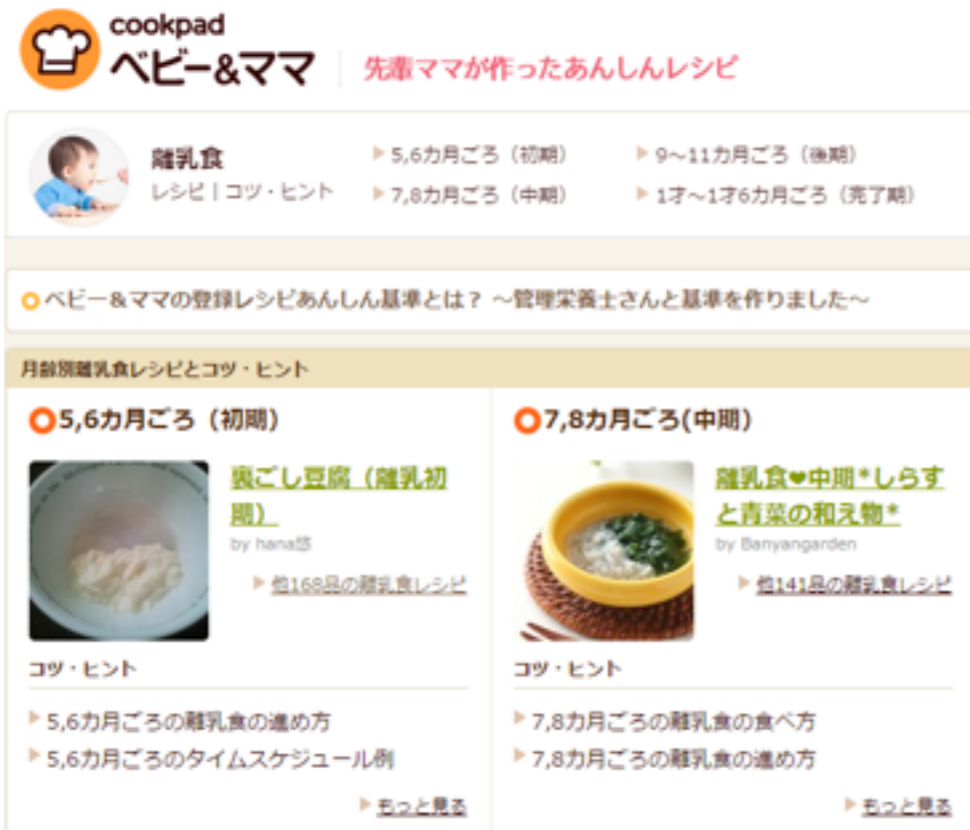 cookpad
ベビー&ママ
先輩ママが作ったあんしんレシピ
離乳食
レシピ | コツ・ヒント
5,6カ月ごろ（初期）
7,8カ月ごろ（中期）
9～11カ月ごろ（後期）
1才～1才6カ月ごろ（完了期）
ベビー＆ママの登録レシピあんしん基準とは？ ～管理栄養士さんと基準を作りました～
月齢別離乳食レシピとコツ・ヒント
5,6カ月ごろ（初期）
裏ごし豆腐（離乳初
期）
by hana悠
他168品の離乳食レシピ
コツ・ヒント
5,6カ月ごろの離乳食の進め方
5,6カ月ごろのタイムスケジュール例
もっと見る
7,8カ月ごろ(中期）
離乳食♥中期*しらす
と青菜の和え物*
by Banyangarden
他141品の離乳食レシピ
コツ・ヒント
7,8カ月ごろの離乳食の食べ方
7,8カ月ごろの離乳食の進め方
もっと見る